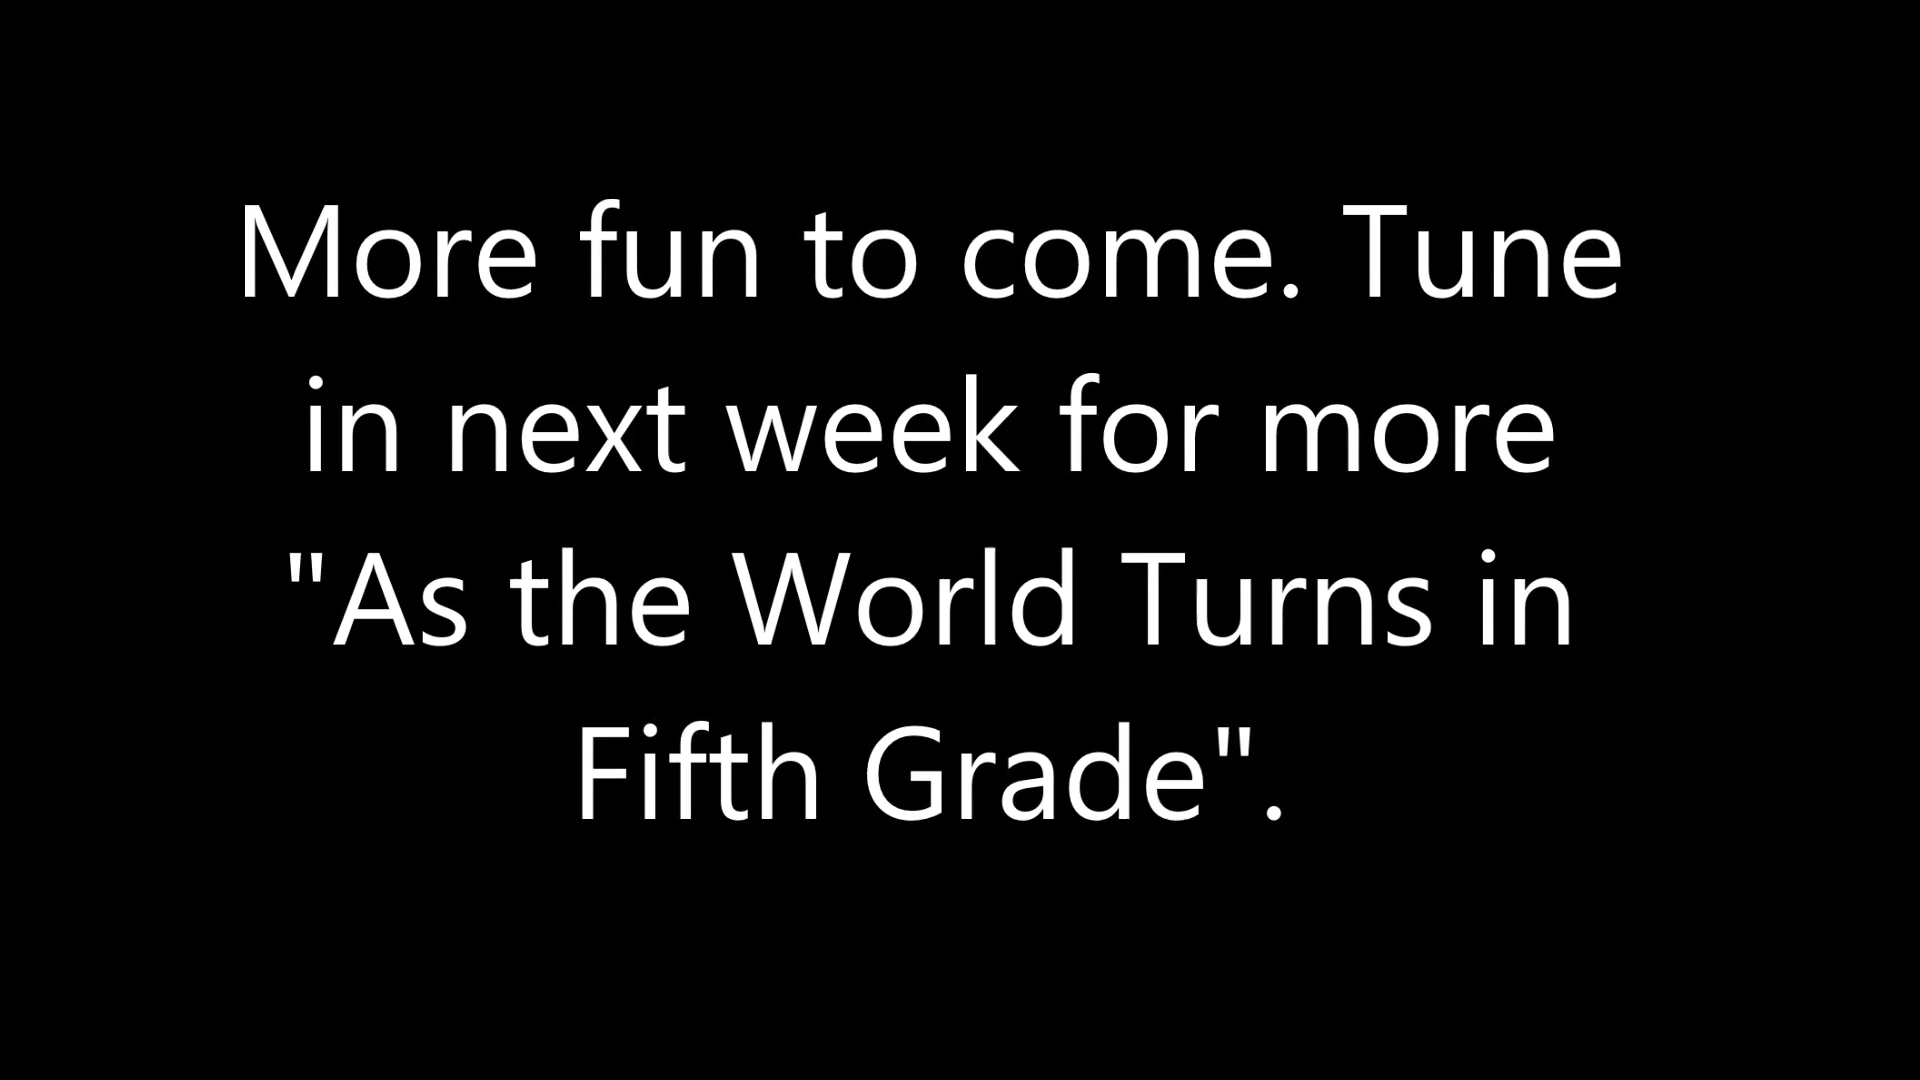 More fun to come. Tune
in next week for more
"As the World Turns in
Fifth Grade".